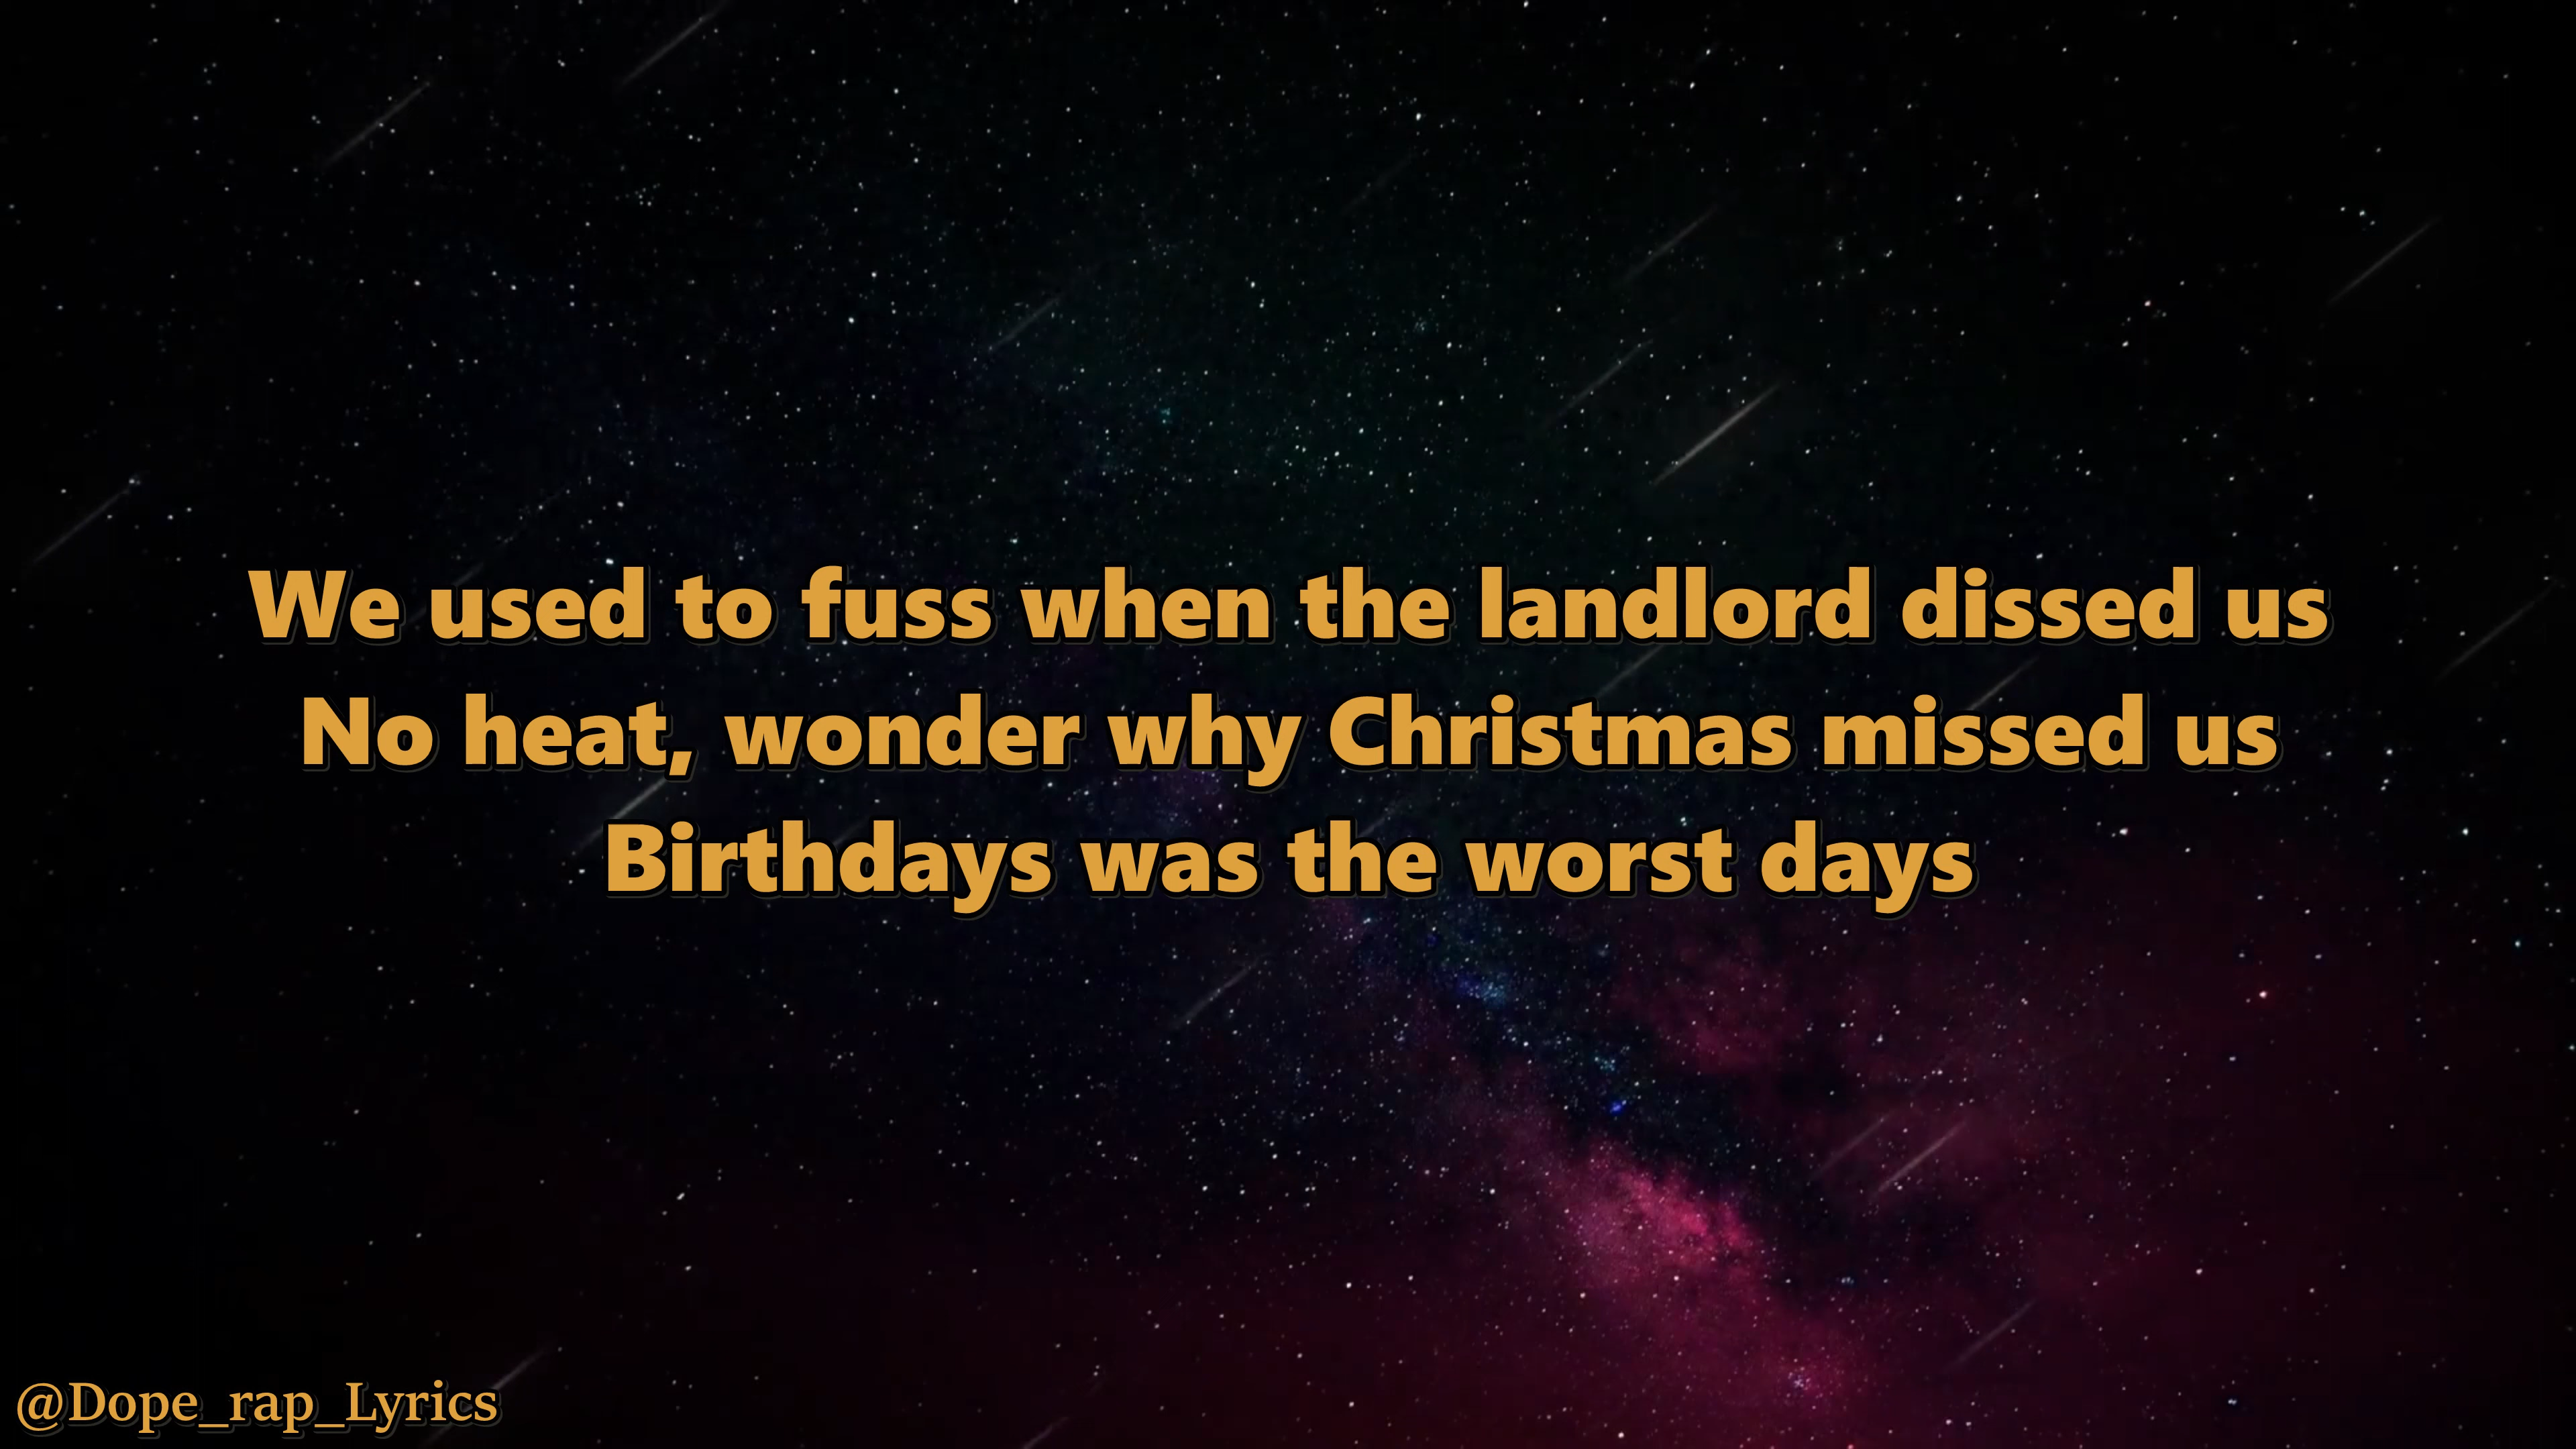 We used to fuss when the landlord dissed us
No heat, wonder why Christmas missed us
Birthdays was the worst days
@Dope_rap_Lyrics